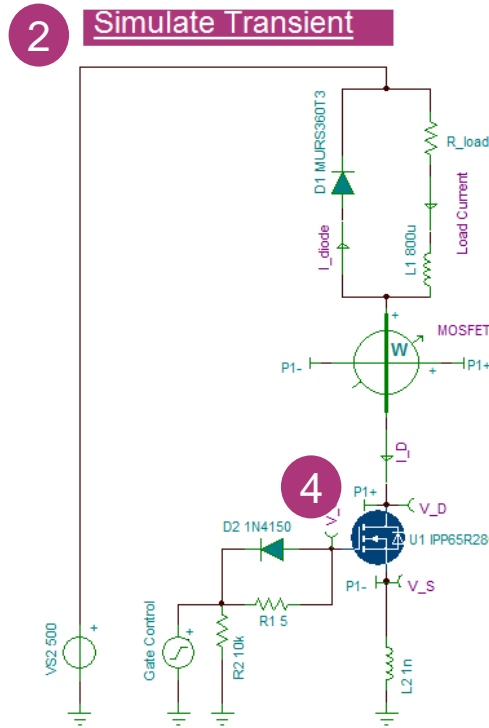 2
Simulate Transient
D1 MURS360T3
R_load
Load Current
I_diode
L1 800u
+
MOSFET
W
P1-
+
P1+
I_D
4
P1+
V_D
V_
D2 1N4150
U1 IPP65R28
P1-
V_S
R1 5
VS2 500
+
Gate Control
+
R2 10k
L2 1n